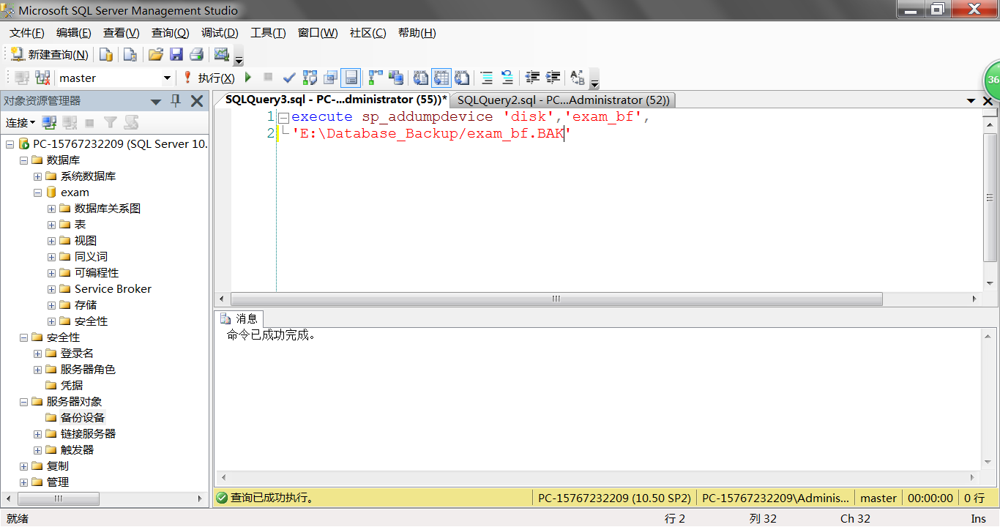 Microsoft SQL Server Management Studio
文件(F) 编辑(E) 查看(V) 查询(Q) 调试(D) 工具(T) 窗口(W) 社区(C) 帮助(H)
新建查询(N)
master 执行(X)
36
对象资源管理器
SQLQuery3.sql - PC-...dministrator (55))* SQLQuery2.sql - PC...Administrator (52))
连接
1 execute sp_addumpdevice 'disk','exam_bf',
2 'E:\Database_Backup/exam_bf.BAK'
PC-15767232209 (SQL Server 10.
数据库
系统数据库
exam
数据库关系图
表
视图
同义词
可编程性
Service Broker
存储
安全性
安全性
登录名
服务器角色
凭据
服务器对象
备份设备
链接服务器
触发器
复制
管理
消息
命令已成功完成。
查询已成功执行。 PC-15767232209 (10.50 SP2) PC-15767232209\Adminis... master 00:00:00 0 行
就绪 行 2 列 32 Ch 32 Ins